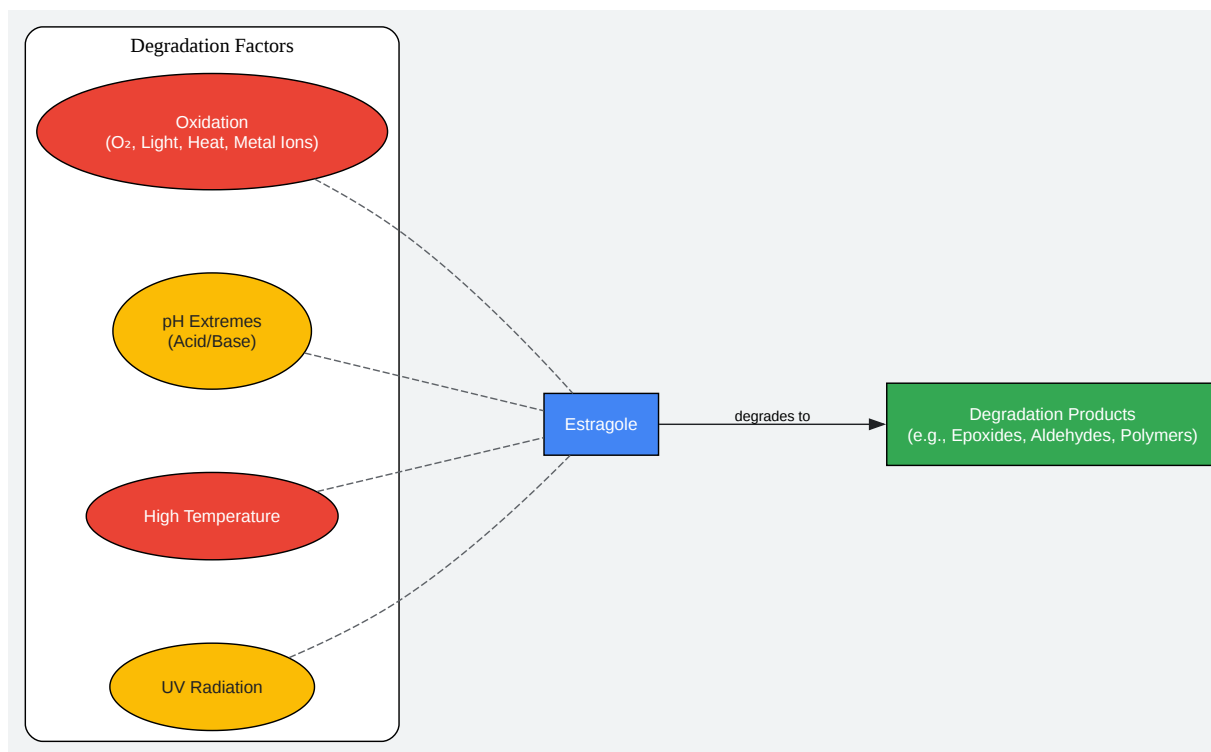 Degradation Factors
Oxidation
(O₂, Light, Heat, Metal Ions)
pH Extremes
(Acid/Base)
High Temperature
UV Radiation
Estragole
degrades to
Degradation Products
(e.g., Epoxides, Aldehydes, Polymers)